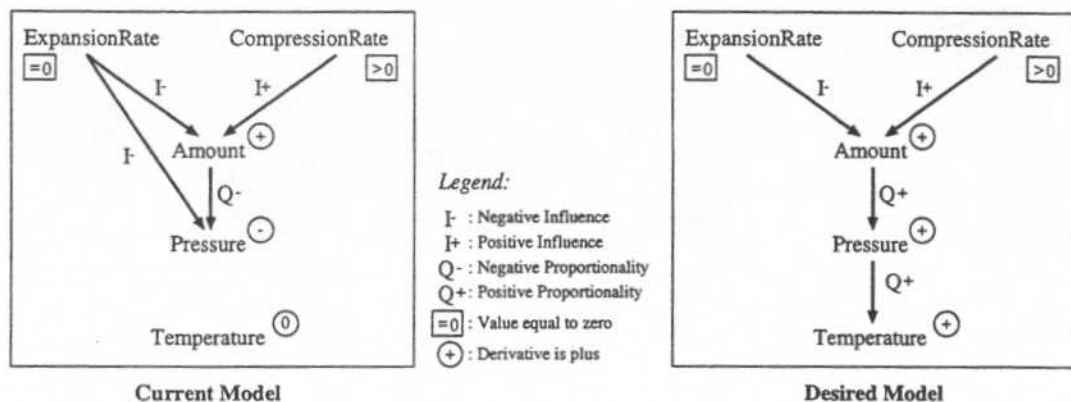 ExpansionRate
CompressionRate
=0
>0
I-
I+
I-
Amount +
Q-
Pressure -
Temperature 0
Current Model
Legend:
I- : Negative Influence
I+ : Positive Influence
Q- : Negative Proportionality
Q+ : Positive Proportionality
=0 : Value equal to zero
+ : Derivative is plus
ExpansionRate
CompressionRate
=0
>0
I-
I+
Amount +
Q+
Pressure +
Q+
Temperature +
Desired Model